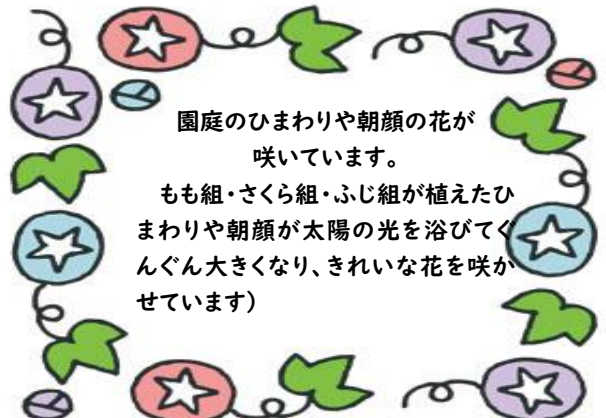 園庭のひまわりや朝顔の花が
咲いています。
もも組・さくら組・ふじ組が植えたひ
まわりや朝顔が太陽の光を浴びてぐ
んぐん大きくなり、きれいな花を咲か
せています）